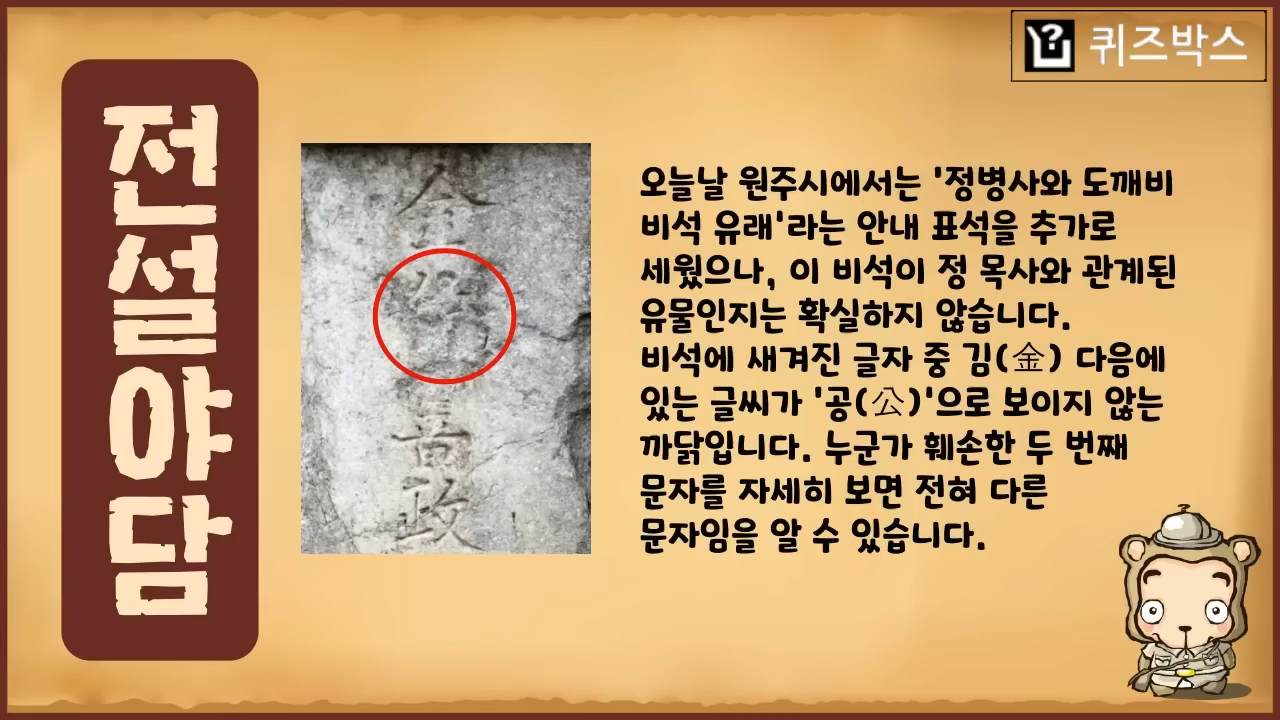 퀴즈박스
전설야담
오늘날 원주시에서는 '정병사와 도깨비
비석 유래'라는 안내 표석을 추가로
세웠으나, 이 비석이 정 목사와 관계된
유물인지는 확실하지 않습니다.
비석에 새겨진 글자 중 김(金) 다음에
있는 글씨가 '공(公)'으로 보이지 않는
까닭입니다. 누군가 훼손한 두 번째
문자를 자세히 보면 전혀 다른
문자임을 알 수 있습니다.
金
政